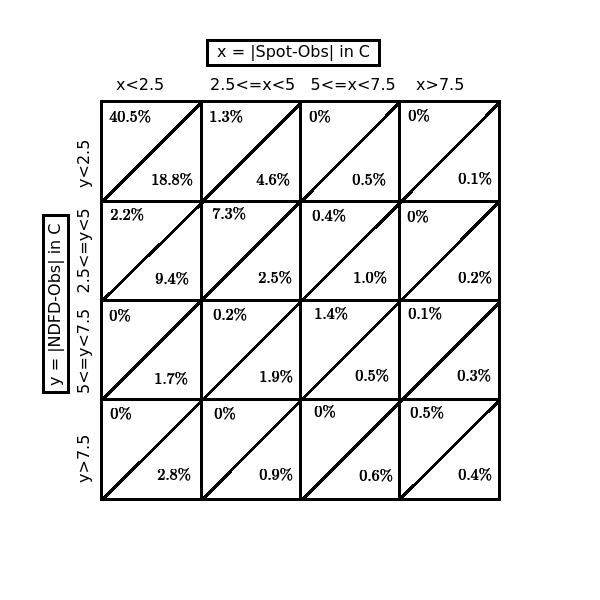 x = |Spot-Obs| in C
x<2.5 2.5<=x<5 5<=x<7.5 x>7.5
y = |NDFD-Obs| in C
y<2.5
40.5% 1.3% 0% 0%
18.8% 4.6% 0.5% 0.1%
2.5<=y<5
2.2% 7.3% 0.4% 0%
9.4% 2.5% 1.0% 0.2%
5<=y<7.5
0% 0.2% 1.4% 0.1%
1.7% 1.9% 0.5% 0.3%
y>7.5
0% 0% 0% 0.5%
2.8% 0.9% 0.6% 0.4%